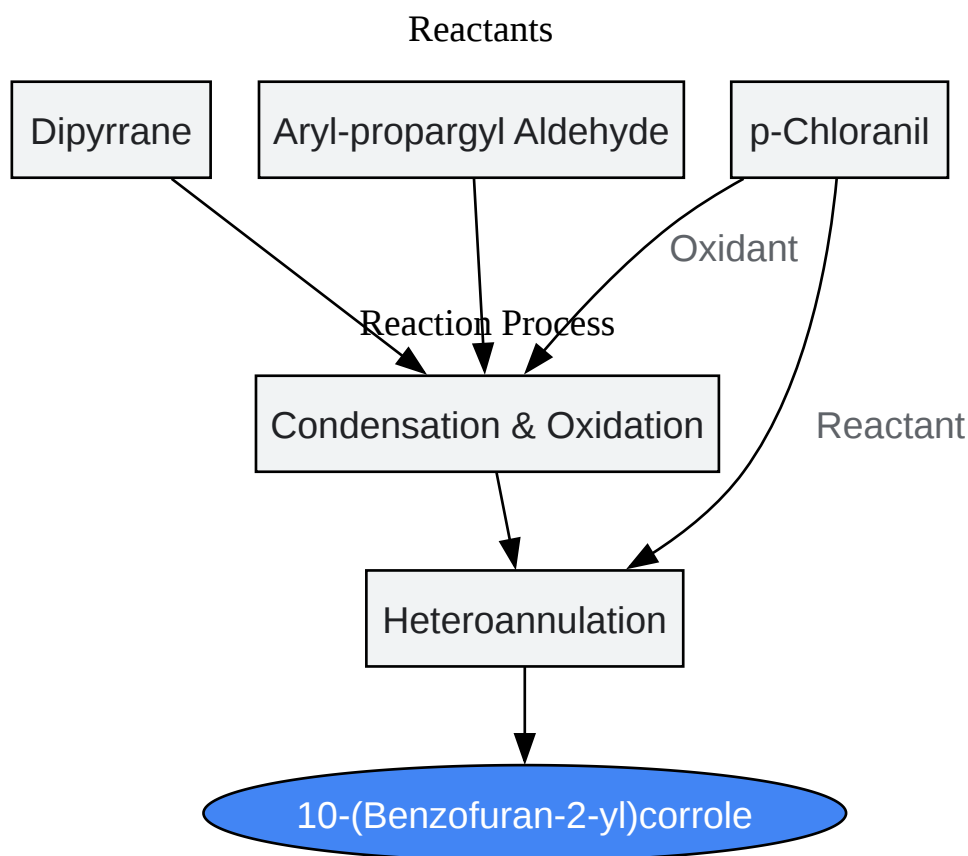 Reactants
Dipyrrane
Aryl-propargyl Aldehyde
p-Chloranil
Oxidant
Reaction Process
Condensation & Oxidation
Reactant
Heteroannulation
10-(Benzofuran-2-yl)corrole